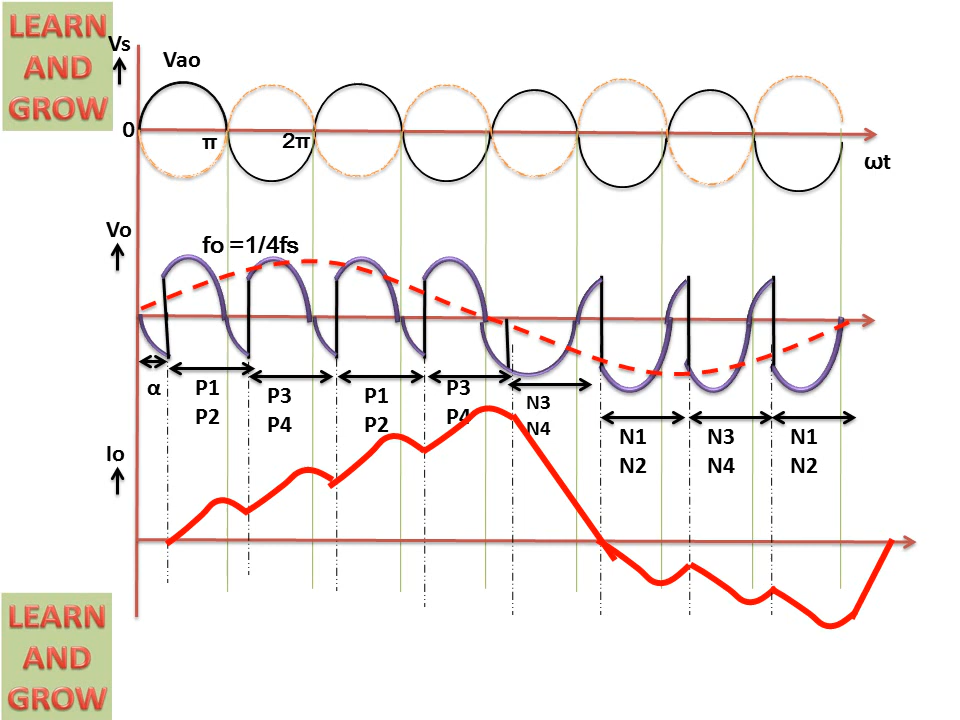 LEARN
AND
GROW
Vs
Vao
0
π
2π
ωt
Vo
fo =1/4fs
α
P1
P2
P3
P4
P1
P2
P3
P4
N3
N4
N1
N2
N3
N4
N1
N2
Io
LEARN
AND
GROW